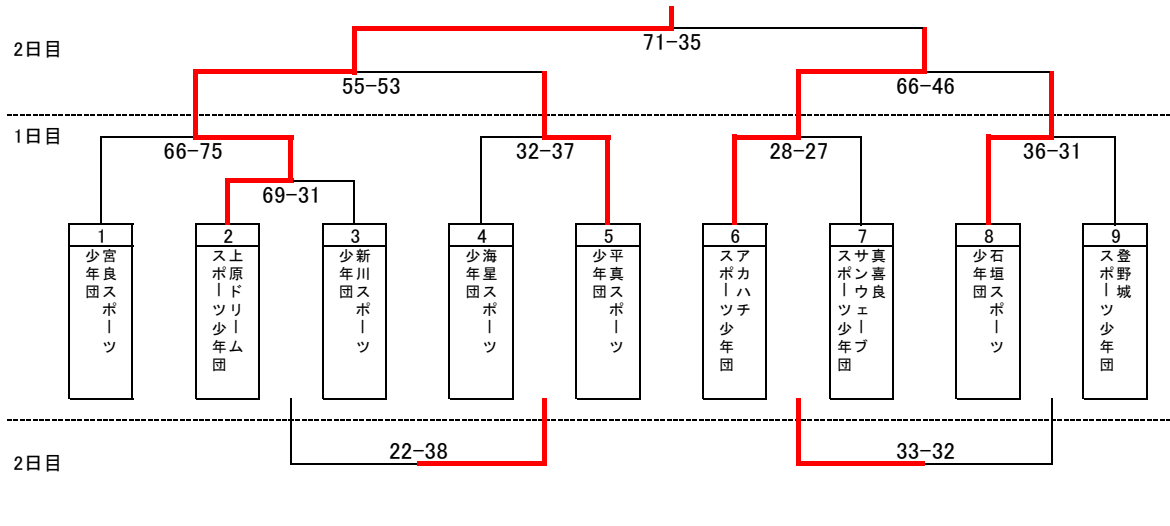 2日目
71-35
55-53
66-46
1日目
66-75
32-37
28-27
36-31
69-31
1
宮良スポーツ
少年団
2
上原ドリーム
スポーツ少年団
3
新川スポーツ
少年団
4
海星スポーツ
少年団
5
平真スポーツ
少年団
6
アカハチ
スポーツ少年団
7
真喜良
サンウェーブ
スポーツ少年団
8
石垣スポーツ
少年団
9
登野城
スポーツ少年団
22-38
33-32
2日目